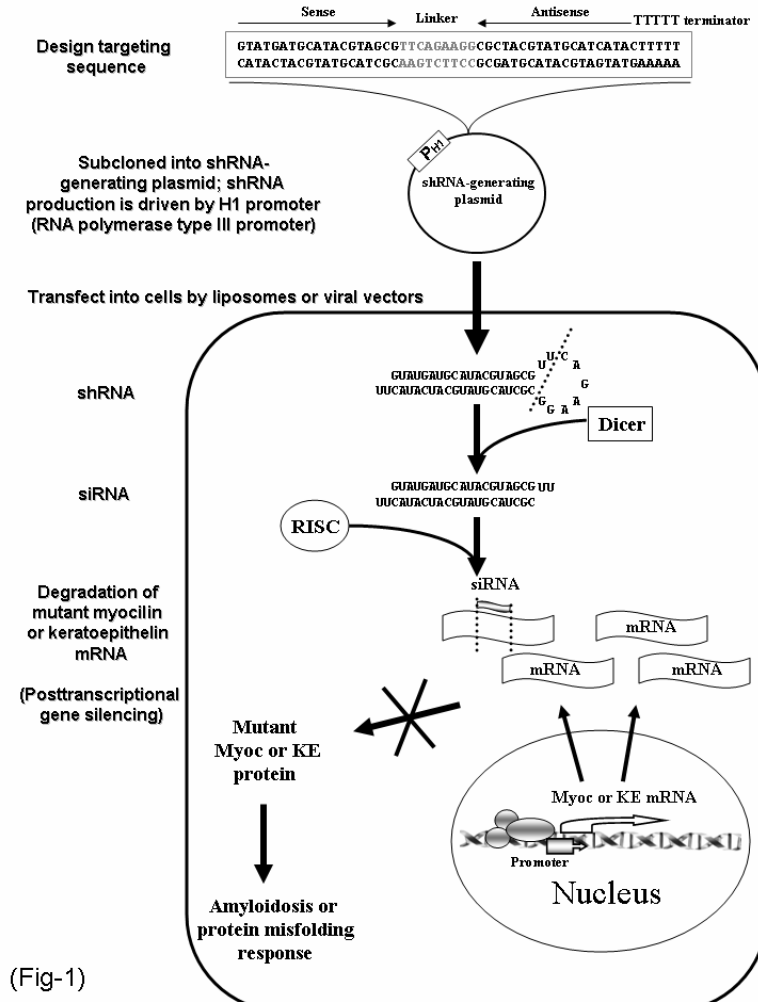 Sense
Linker
Antisense
TTTTT terminator
Design targeting
sequence
GTATGATGCATACGTAGCGTTCAGAAGGCGCTACGTATGCATCATACTTTTT
CATACTACGTATGCATCGCAAGTCTTCCGCGATGCATACGTAGTATGAAAAA
PH1
shRNA-generating
plasmid
Subcloned into shRNA-
generating plasmid; shRNA
production is driven by H1 promoter
(RNA polymerase type III promoter)
Transfect into cells by liposomes or viral vectors
shRNA
GUAUGAUGCAUACGUAGCG
UUCAUACUACGUAUGCAUCGC
U U C A G A A G G
Dicer
siRNA
GUAUGAUGCAUACGUAGCG UU
UUCAUACUACGUAUGCAUCGC
RISC
siRNA
Degradation of
mutant myocilin
or keratoepithelin
mRNA
(Posttranscriptional
gene silencing)
mRNA
mRNA
mRNA
Mutant
Myoc or KE
protein
Myoc or KE mRNA
Promoter
Nucleus
Amyloidosis or
protein misfolding
response
(Fig-1)